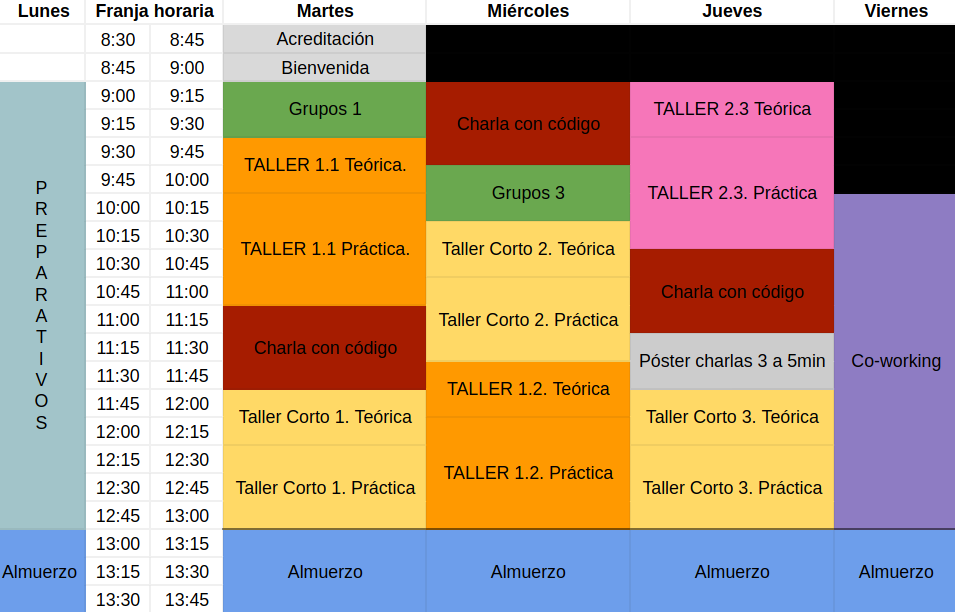 Lunes Franja horaria Martes Miércoles Jueves Viernes
8:30 8:45 Acreditación
8:45 9:00 Bienvenida
9:00 9:15 Grupos 1 Charla con código TALLER 2.3 Teórica
9:15 9:30
9:30 9:45 TALLER 1.1 Teórica. TALLER 2.3. Práctica
9:45 10:00 Grupos 3
PREPARATIVOS
10:00 10:15 TALLER 1.1 Práctica. Co-working
10:15 10:30 Taller Corto 2. Teórica
10:30 10:45 Charla con código
10:45 11:00 Taller Corto 2. Práctica
11:00 11:15 Charla con código
11:15 11:30 Póster charlas 3 a 5min
11:30 11:45 TALLER 1.2. Teórica
11:45 12:00 Taller Corto 1. Teórica Taller Corto 3. Teórica
12:00 12:15 TALLER 1.2. Práctica
12:15 12:30 Taller Corto 1. Práctica Taller Corto 3. Práctica
12:30 12:45
12:45 13:00
13:00 13:15
Almuerzo 13:15 13:30 Almuerzo Almuerzo Almuerzo Almuerzo
13:30 13:45